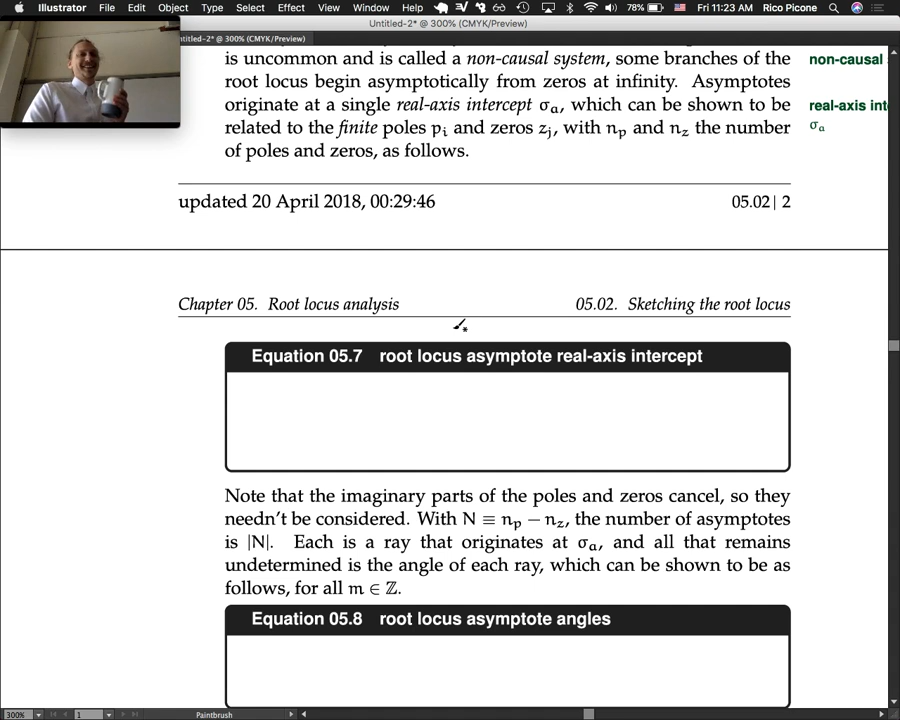 Illustrator File Edit Object Type Select Effect View Window Help 78% Fri 11:23 AM Rico Picone
Untitled-2* @ 300% (CMYK/Preview)
ntitled-2* @ 300% (CMYK/Preview)
is uncommon and is called a non-causal system, some branches of the
non-causal
root locus begin asymptotically from zeros at infinity. Asymptotes
originate at a single real-axis intercept σₐ, which can be shown to be
real-axis int
related to the finite poles pᵢ and zeros zⱼ, with nₚ and n_z the number
σₐ
of poles and zeros, as follows.
updated 20 April 2018, 00:29:46 05.02| 2
Chapter 05. Root locus analysis 05.02. Sketching the root locus
Equation 05.7 root locus asymptote real-axis intercept
Note that the imaginary parts of the poles and zeros cancel, so they
needn't be considered. With N ≡ nₚ − n_z, the number of asymptotes
is |N|. Each is a ray that originates at σₐ, and all that remains
undetermined is the angle of each ray, which can be shown to be as
follows, for all m ∈ ℤ.
Equation 05.8 root locus asymptote angles
300% 1 Paintbrush